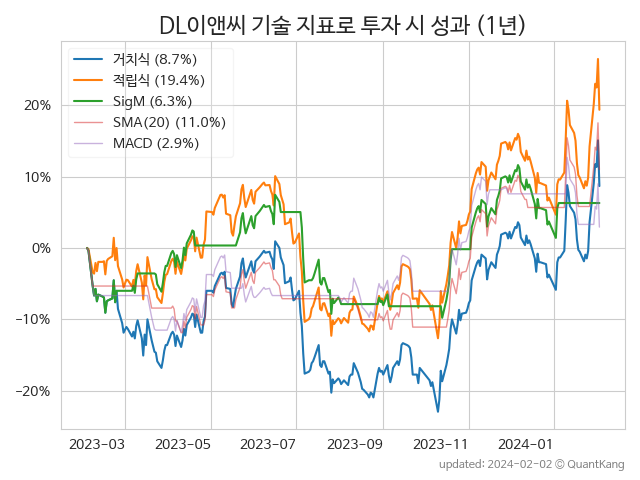 DL이앤씨 기술 지표로 투자 시 성과 (1년)
거치식 (8.7%)
적립식 (19.4%)
SigM (6.3%)
SMA(20) (11.0%)
MACD (2.9%)
20%
10%
0%
−10%
−20%
2023-03 2023-05 2023-07 2023-09 2023-11 2024-01
updated: 2024-02-02 © QuantKang